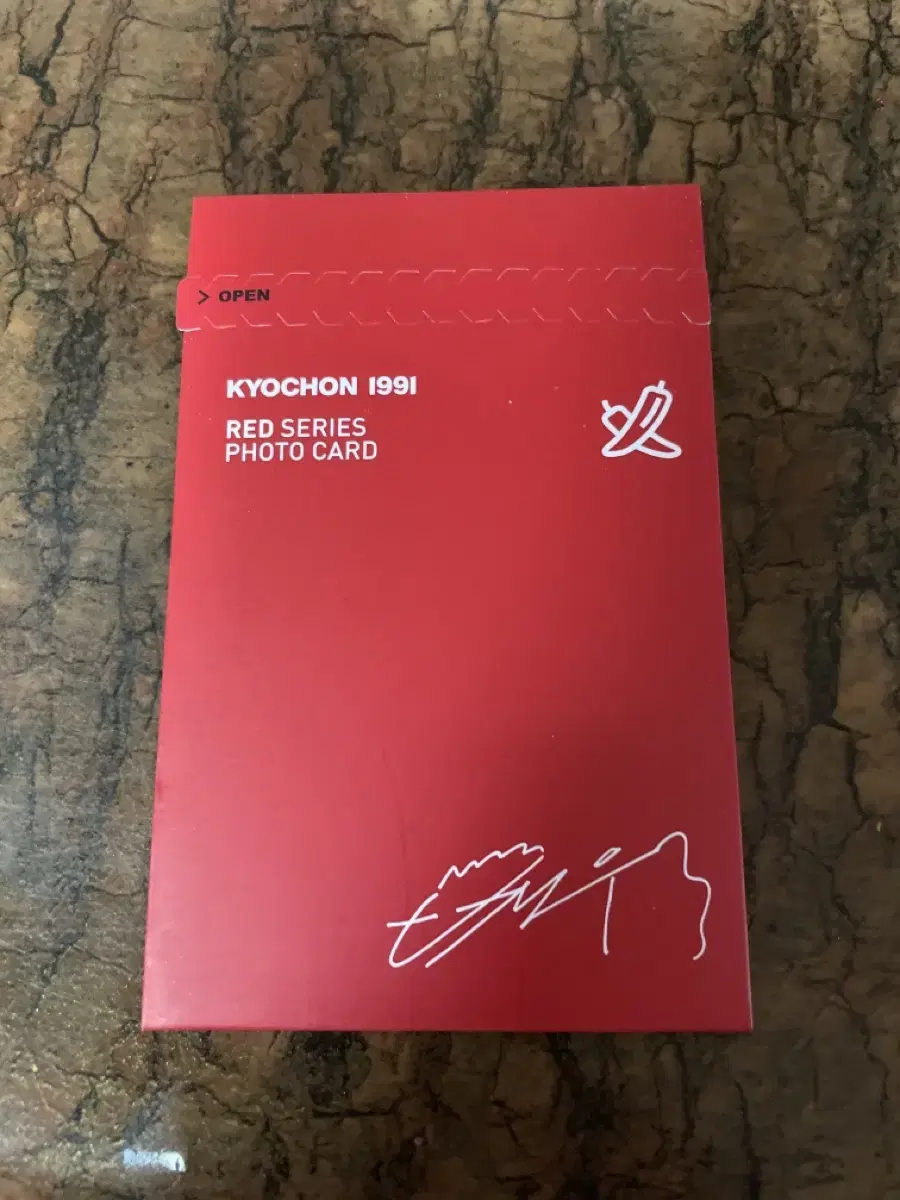 > OPEN
KYOCHON 1991
RED SERIES
PHOTO CARD